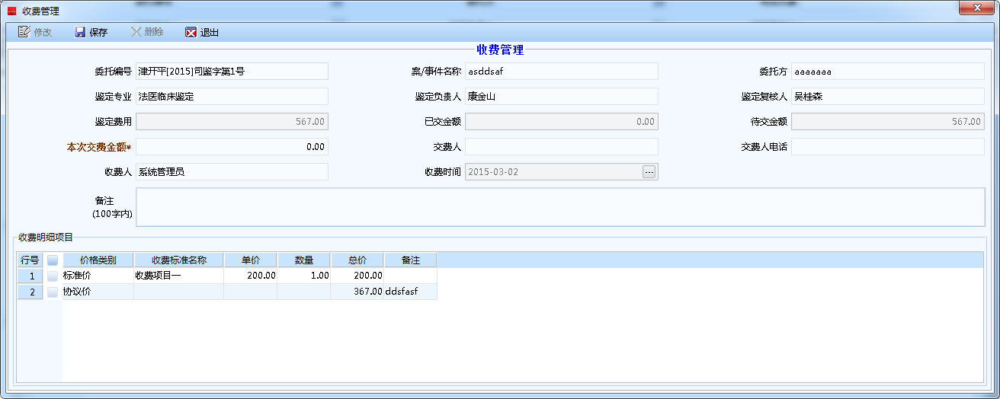 收费管理
修改 保存 删除 退出
收费管理
委托编号 津开平[2015]司鉴字第1号 案/事件名称 asddsaf 委托方 aaaaaaa
鉴定专业 法医临床鉴定 鉴定负责人 康金山 鉴定复核人 吴桂森
鉴定费用 567.00 已交金额 0.00 待交金额 567.00
本次交费金额* 0.00 交费人 交费人电话
收费人 系统管理员 收费时间 2015-03-02 ...
备注
(100字内)
收费明细项目
行号 价格类别 收费标准名称 单价 数量 总价 备注
1 标准价 收费项目一 200.00 1.00 200.00
2 协议价 367.00 ddsfasf